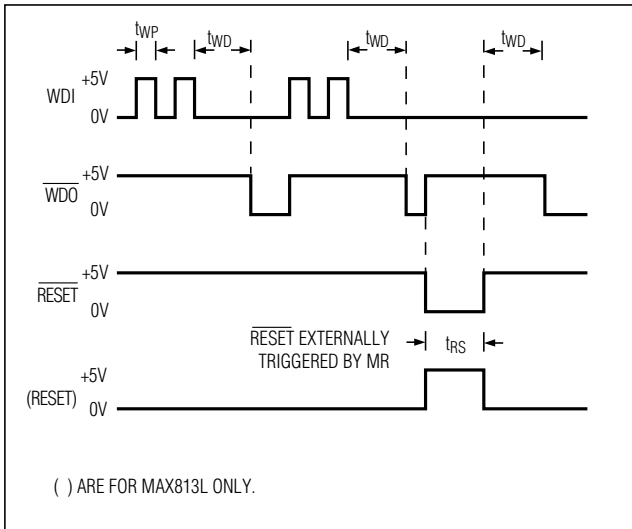 tWP tWD tWD tWD
+5V
WDI
0V
+5V
WDO
0V
+5V
RESET
0V
RESET EXTERNALLY
TRIGGERED BY MR
tRS
+5V
(RESET)
0V
( ) ARE FOR MAX813L ONLY.